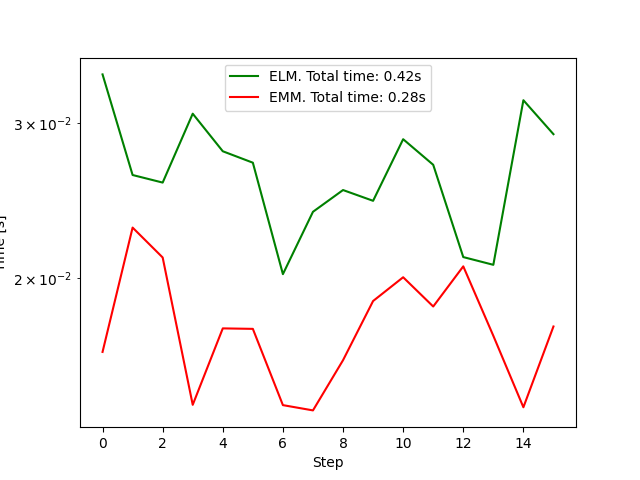 ELM. Total time: 0.42s
EMM. Total time: 0.28s
3 × 10⁻²
2 × 10⁻²
[s]
0 2 4 6 8 10 12 14
Step